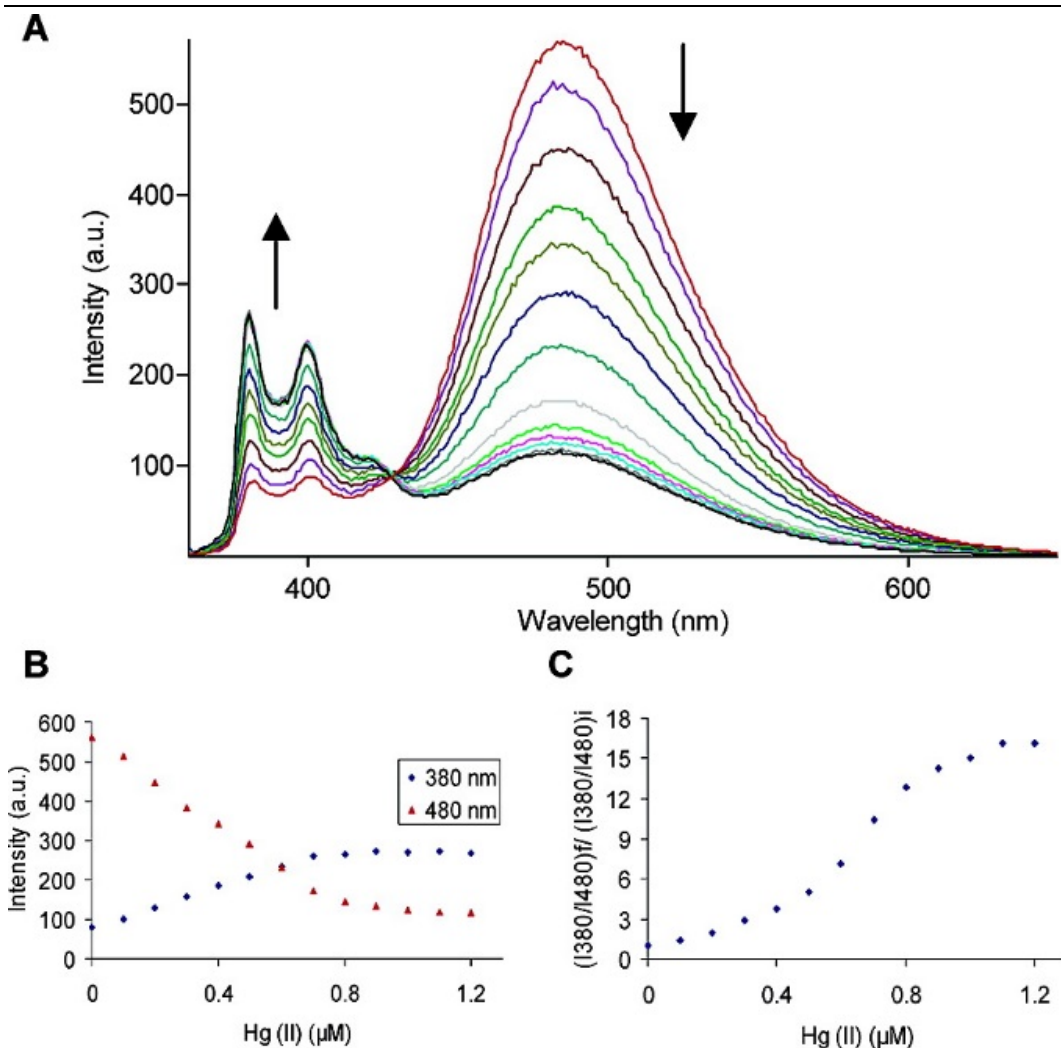 A
500
400
300
200
100
Intensity (a.u.)
400 500 600
Wavelength (nm)
B
600
500
400
300
200
100
0
Intensity (a.u.)
380 nm
480 nm
0 0.4 0.8 1.2
Hg (II) (µM)
C
18
15
12
9
6
3
0
(I380/I480)f/ (I380/I480)i
0 0.4 0.8 1.2
Hg (II) (µM)